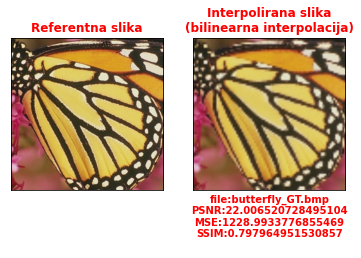 Referentna slika
Interpolirana slika
(bilinearna interpolacija)
file:butterfly_GT.bmp
PSNR:22.006520728495104
MSE:1228.9933776855469
SSIM:0.797964951530857